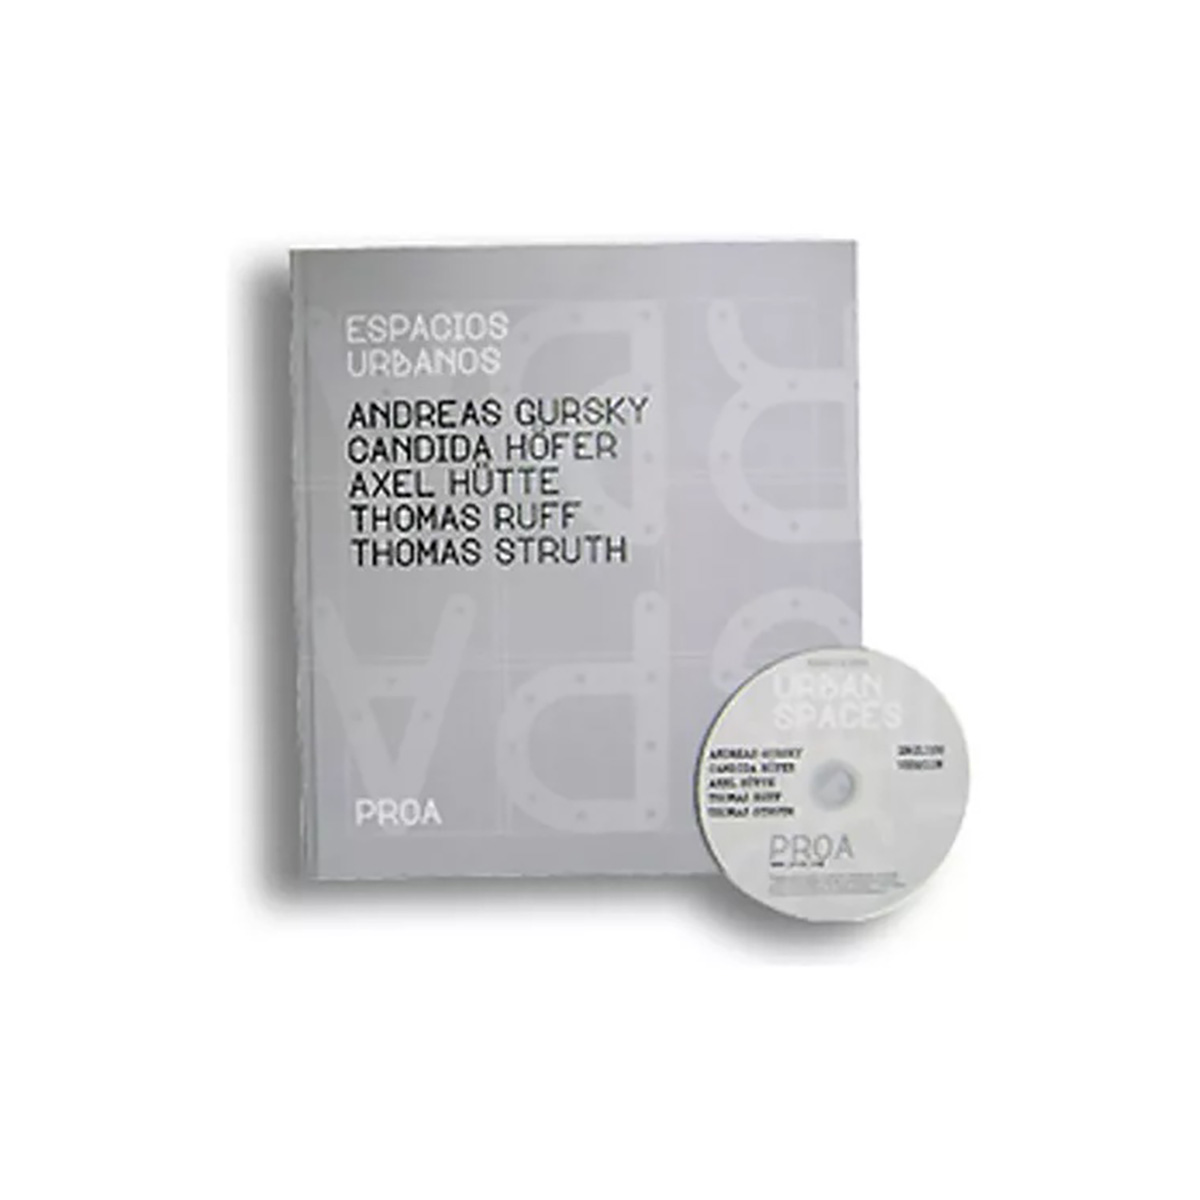 ESPACIOS
URBANOS
ANDREAS GURSKY
CANDIDA HÖFER
AXEL HÜTTE
THOMAS RUFF
THOMAS STRUTH
PROA
URBAN
SPACES
ANDREAS GURSKY
CANDIDA HÖFER
AXEL HÜTTE
THOMAS RUFF
THOMAS STRUTH
ENGLISH
VERSION
PROA